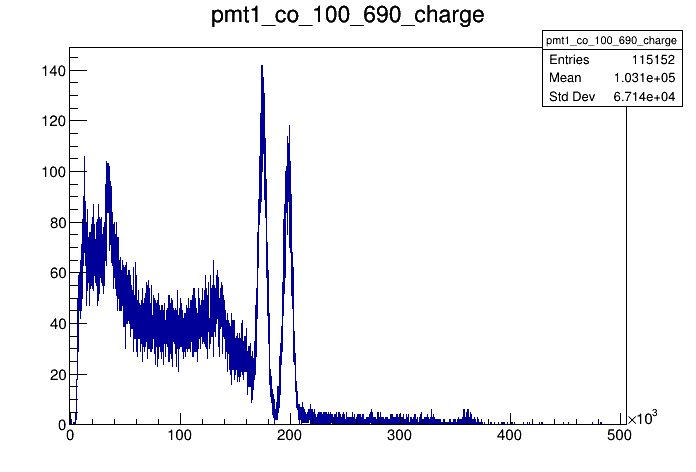 pmt1_co_100_690_charge
pmt1_co_100_690_charge
Entries 115152
Mean 1.031e+05
Std Dev 6.714e+04
140
120
100
80
60
40
20
0
0 100 200 300 400 500
×10³